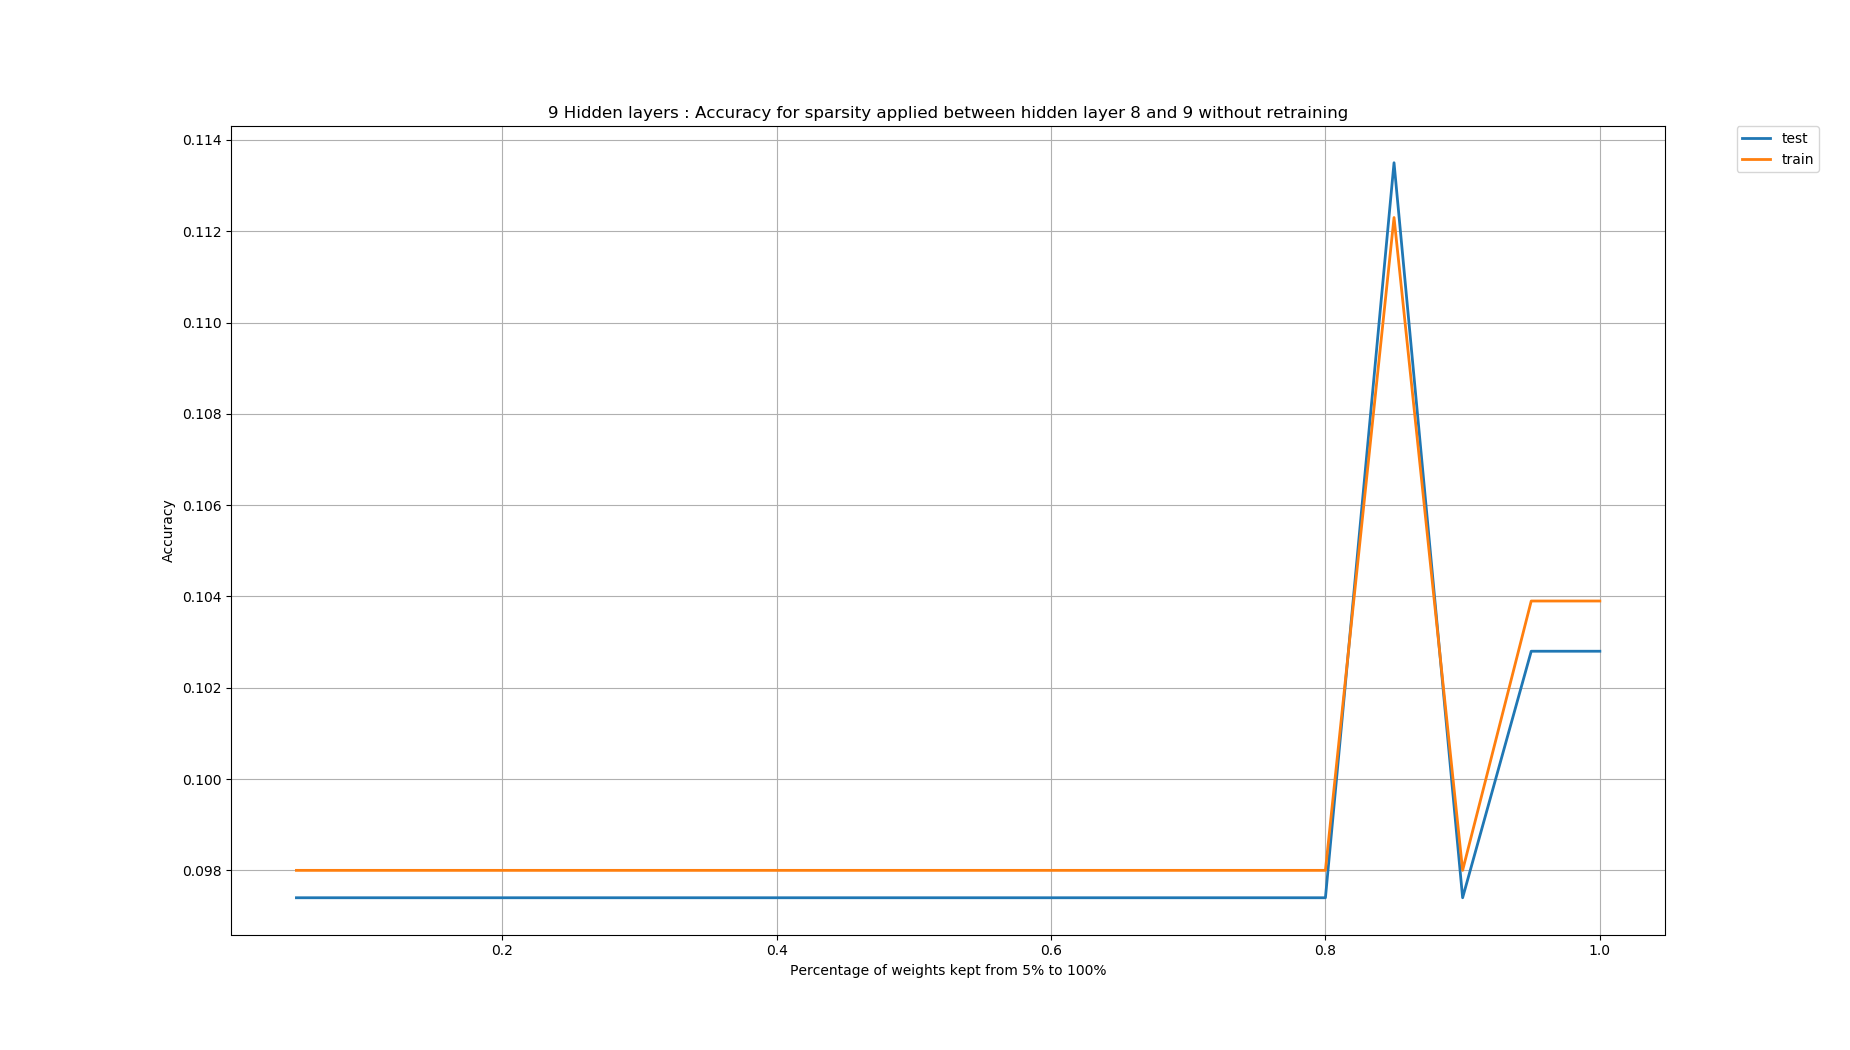 9 Hidden layers : Accuracy for sparsity applied between hidden layer 8 and 9 without retraining
test
train
0.114
0.112
0.110
0.108
0.106
0.104
0.102
0.100
0.098
Accuracy
0.2 0.4 0.6 0.8 1.0
Percentage of weights kept from 5% to 100%